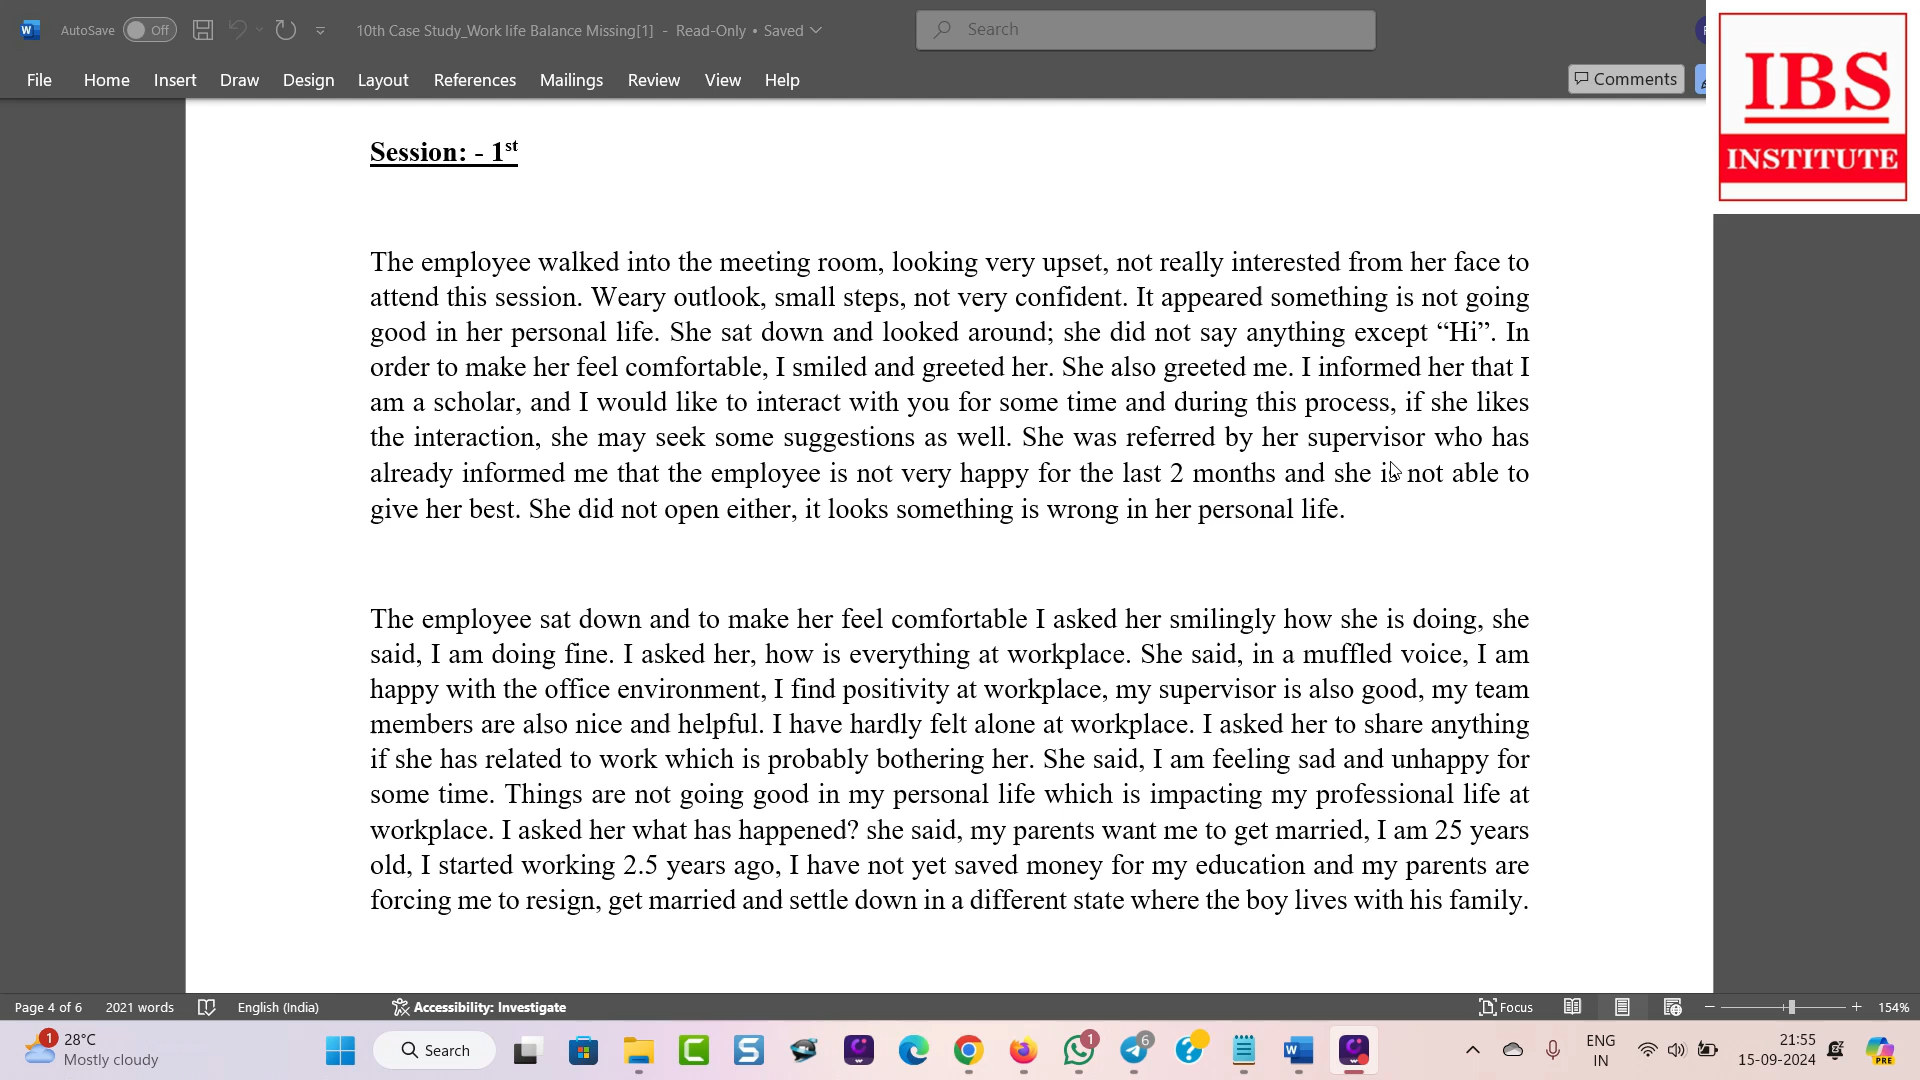 AutoSave Off 10th Case Study_Work life Balance Missing[1] - Read-Only • Saved Search
File Home Insert Draw Design Layout References Mailings Review View Help Comments
IBS
INSTITUTE
Session: - 1st
The employee walked into the meeting room, looking very upset, not really interested from her face to
attend this session. Weary outlook, small steps, not very confident. It appeared something is not going
good in her personal life. She sat down and looked around; she did not say anything except “Hi”. In
order to make her feel comfortable, I smiled and greeted her. She also greeted me. I informed her that I
am a scholar, and I would like to interact with you for some time and during this process, if she likes
the interaction, she may seek some suggestions as well. She was referred by her supervisor who has
already informed me that the employee is not very happy for the last 2 months and she is not able to
give her best. She did not open either, it looks something is wrong in her personal life.
The employee sat down and to make her feel comfortable I asked her smilingly how she is doing, she
said, I am doing fine. I asked her, how is everything at workplace. She said, in a muffled voice, I am
happy with the office environment, I find positivity at workplace, my supervisor is also good, my team
members are also nice and helpful. I have hardly felt alone at workplace. I asked her to share anything
if she has related to work which is probably bothering her. She said, I am feeling sad and unhappy for
some time. Things are not going good in my personal life which is impacting my professional life at
workplace. I asked her what has happened? she said, my parents want me to get married, I am 25 years
old, I started working 2.5 years ago, I have not yet saved money for my education and my parents are
forcing me to resign, get married and settle down in a different state where the boy lives with his family.
Page 4 of 6 2021 words English (India) Accessibility: Investigate Focus 154%
1 28°C
Mostly cloudy
Search
1
6
ENG
IN
21:55
15-09-2024
PRE